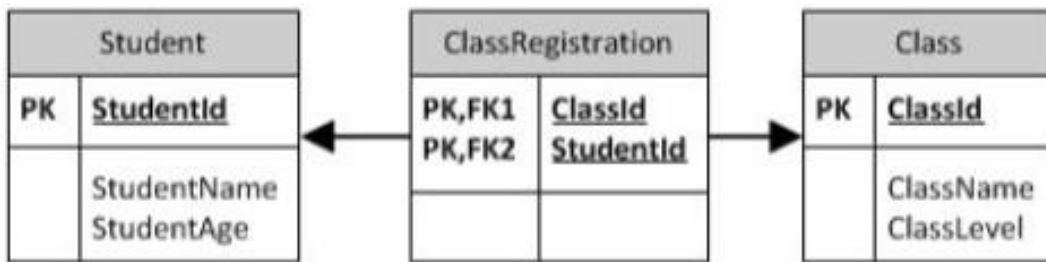 Student
PK StudentId
StudentName
StudentAge
ClassRegistration
PK,FK1 ClassId
PK,FK2 StudentId
Class
PK ClassId
ClassName
ClassLevel